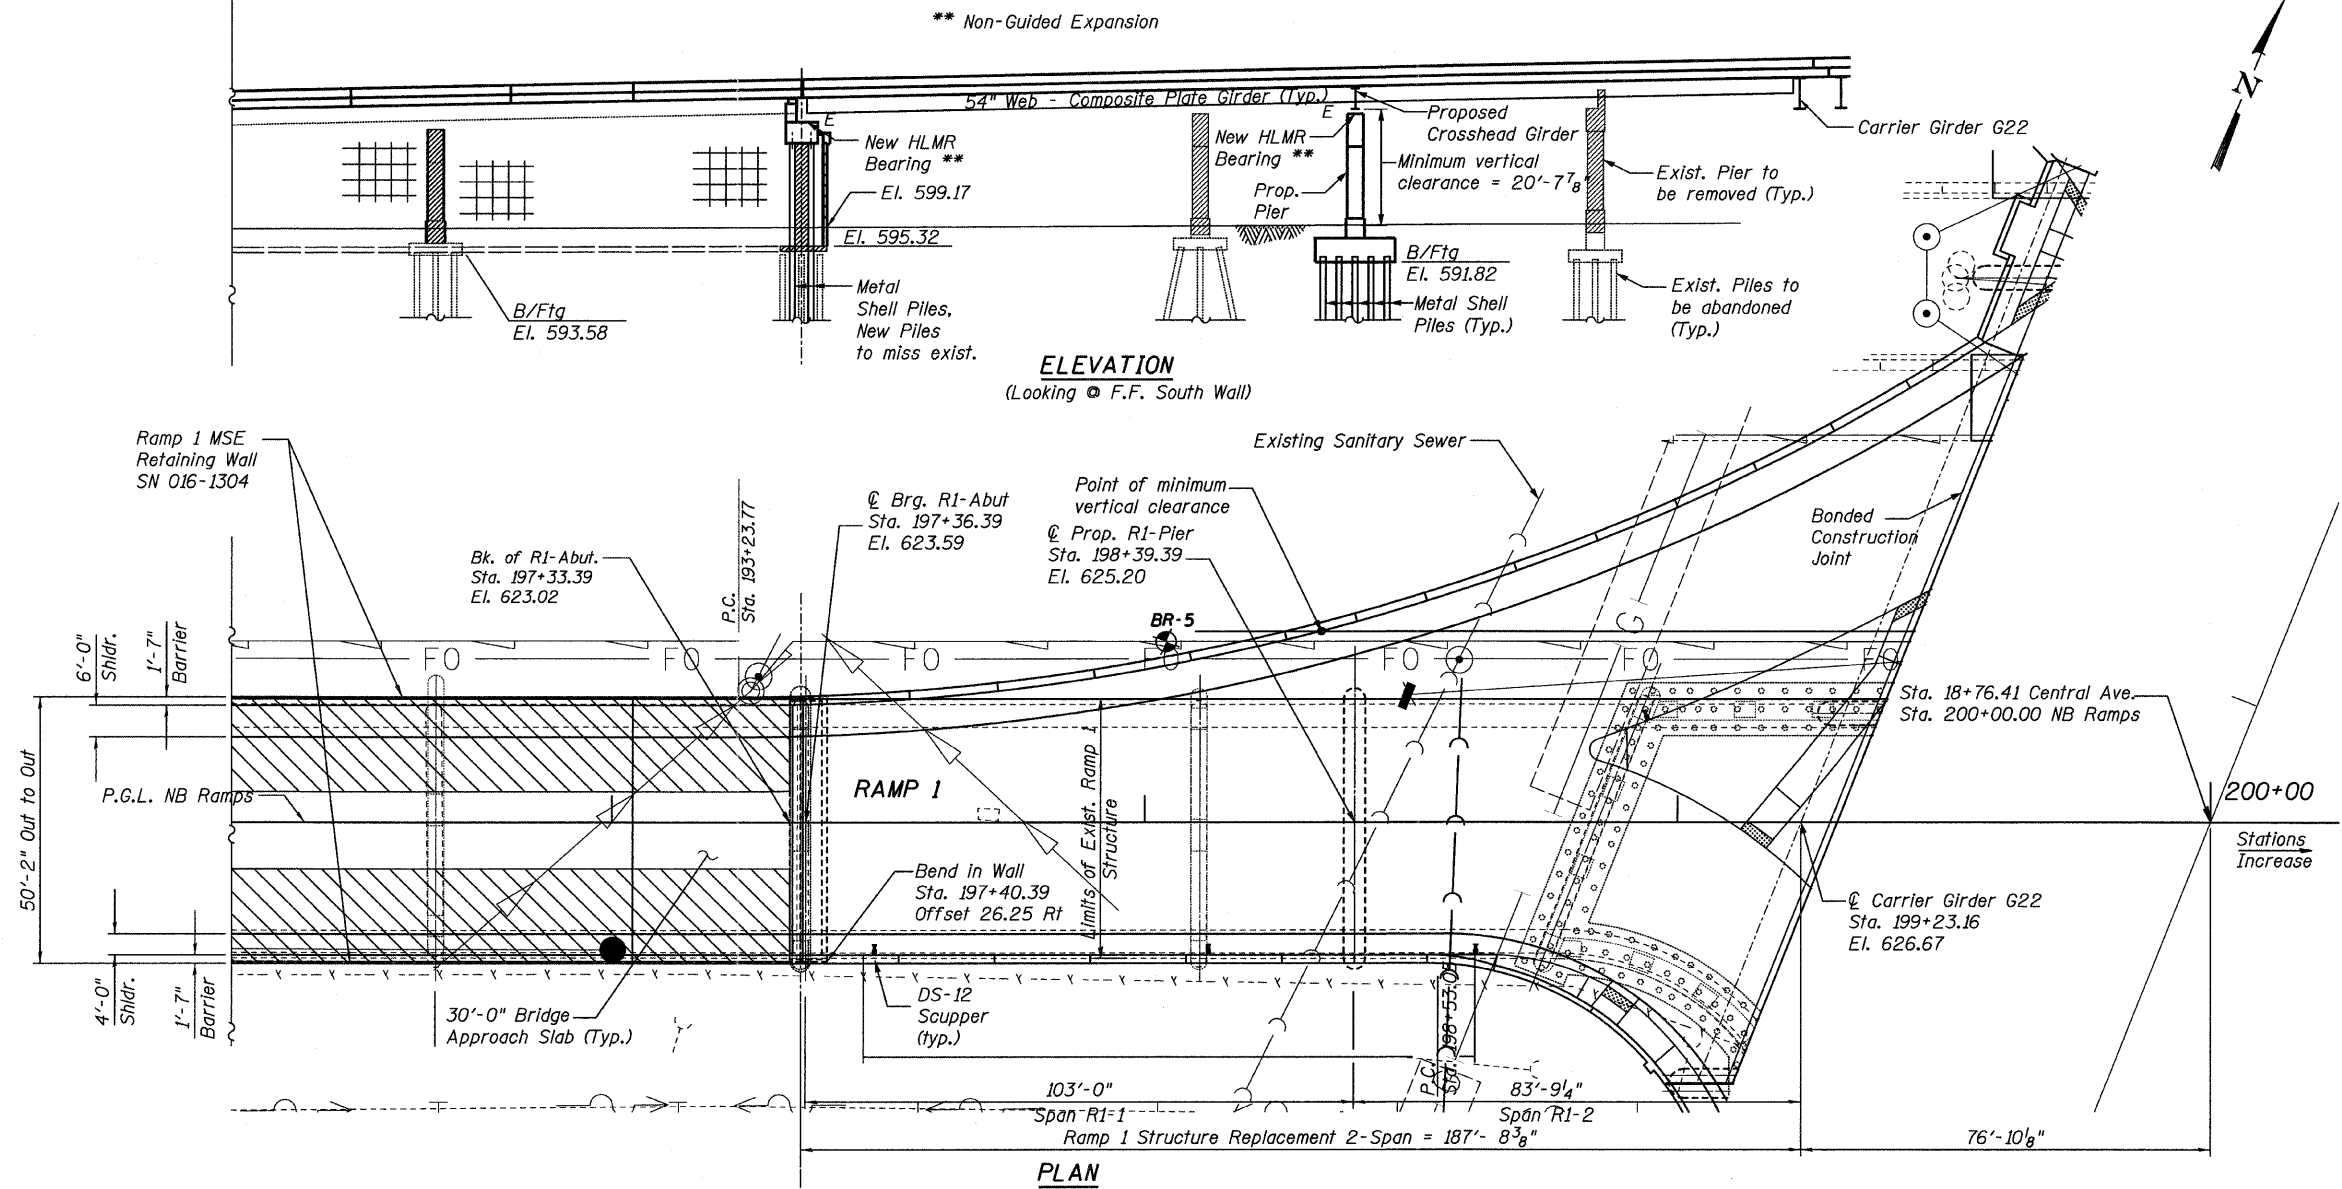 ** Non-Guided Expansion
N
54" Web - Composite Plate Girder (Typ.)
E
New HLMR
Bearing **
El. 599.17
El. 595.32
Metal
Shell Piles,
New Piles
to miss exist.
B/Ftg
El. 593.58
E
New HLMR
Bearing **
Prop.
Pier
Proposed
Crosshead Girder
Minimum vertical
clearance = 20'-7 7/8"
B/Ftg
El. 591.82
Metal Shell
Piles (Typ.)
Carrier Girder G22
Exist. Pier to
be removed (Typ.)
Exist. Piles to
be abandoned
(Typ.)
ELEVATION
(Looking @ F.F. South Wall)
Ramp 1 MSE
Retaining Wall
SN 016-1304
Bk. of R1-Abut.
Sta. 197+33.39
El. 623.02
P.C.
Sta. 193+23.77
℄ Brg. R1-Abut
Sta. 197+36.39
El. 623.59
Point of minimum
vertical clearance
℄ Prop. R1-Pier
Sta. 198+39.39
El. 625.20
Existing Sanitary Sewer
Bonded
Construction
Joint
BR-5
G
FO
FO
FO
FO
FO
FO
FO
6'-0"
Shldr.
1'-7"
Barrier
50'-2" Out to Out
P.G.L. NB Ramps
4'-0"
Shldr.
1'-7"
Barrier
RAMP 1
Limits of Exist. Ramp 1
Structure
Bend in Wall
Sta. 197+40.39
Offset 26.25 Rt
Sta. 18+76.41 Central Ave.
Sta. 200+00.00 NB Ramps
200+00
Stations
Increase
℄ Carrier Girder G22
Sta. 199+23.16
El. 626.67
30'-0" Bridge
Approach Slab (Typ.)
DS-12
Scupper
(typ.)
P.C.
Sta. 198+53.05
103'-0"
Span R1-1
83'-9 1/4"
Span R1-2
Ramp 1 Structure Replacement 2-Span = 187'- 8 3/8"
76'-10 1/8"
PLAN